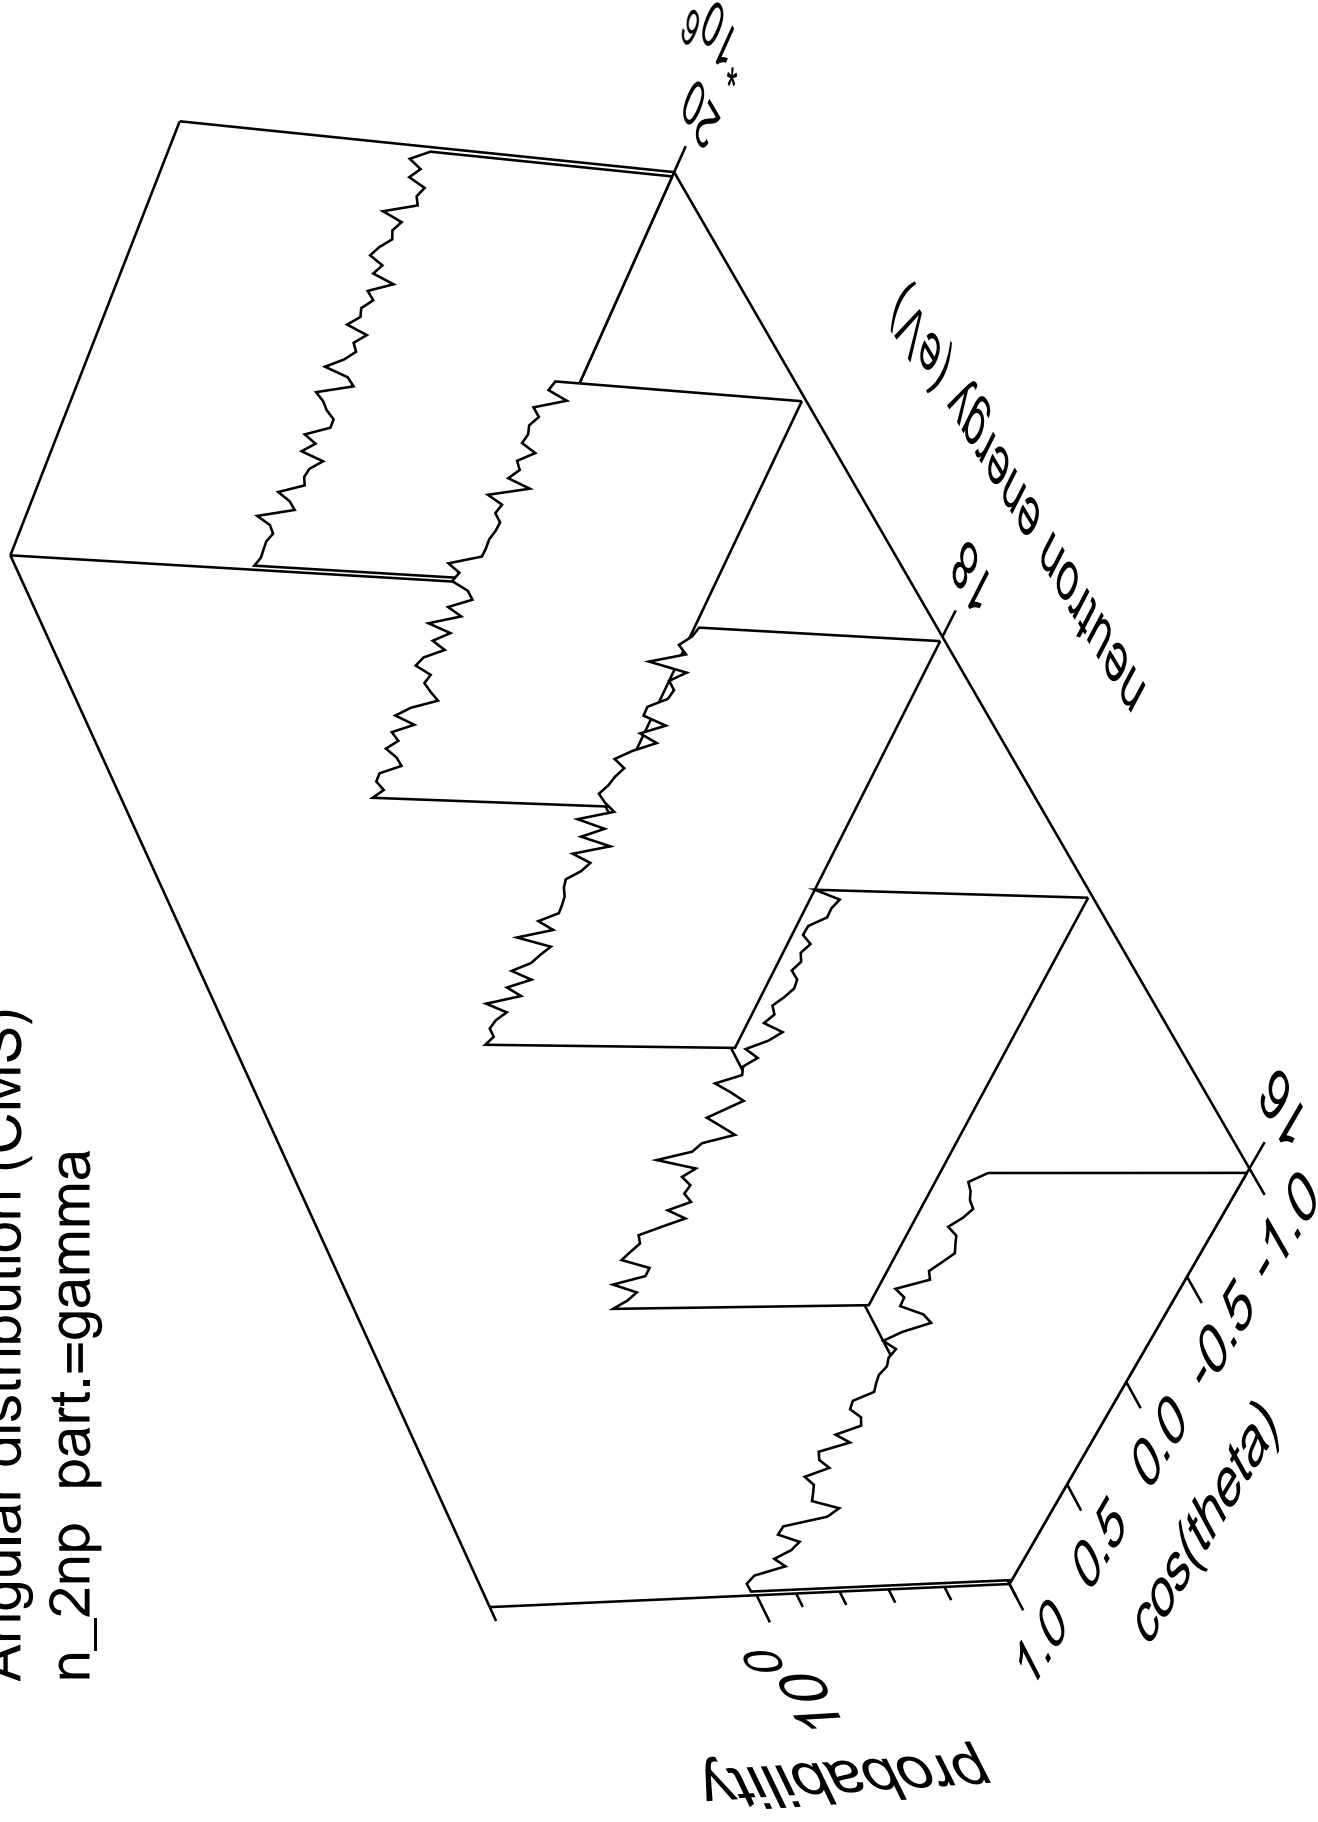 Angular distribution (CMS)
n_2np part.=gamma
probability
10 0
1.0 0.5 0.0 -0.5 -1.0
cos(theta)
16 18 20
* 10 6
neutron energy (eV)